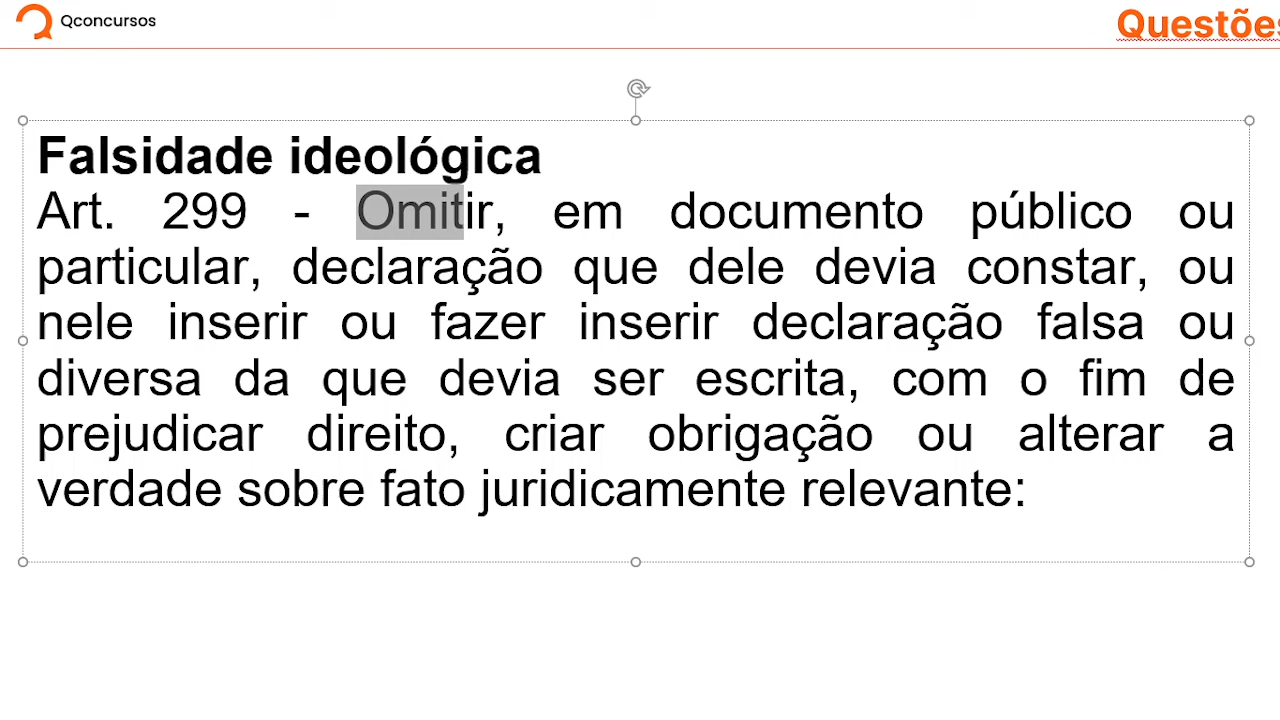 Qconcursos
Questões
Falsidade ideológica
Art. 299 - Omitir, em documento público ou
particular, declaração que dele devia constar, ou
nele inserir ou fazer inserir declaração falsa ou
diversa da que devia ser escrita, com o fim de
prejudicar direito, criar obrigação ou alterar a
verdade sobre fato juridicamente relevante: